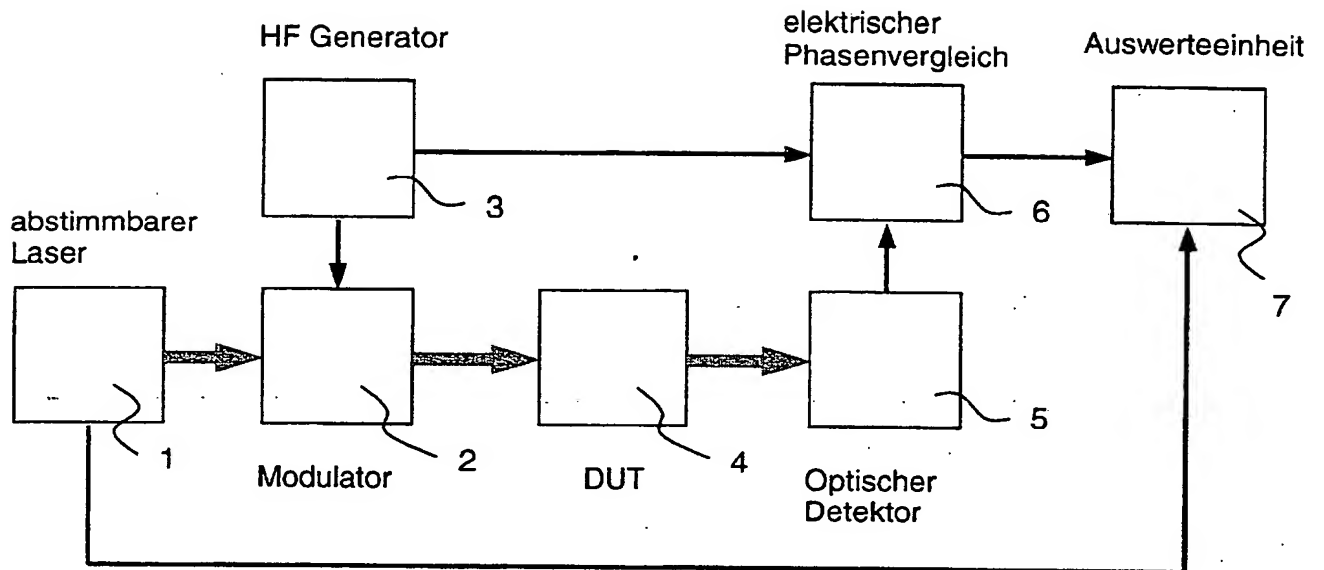 HF Generator
elektrischer
Phasenvergleich
Auswerteeinheit
3
6
7
abstimmbarer
Laser
1
2
4
5
Modulator
DUT
Optischer
Detektor